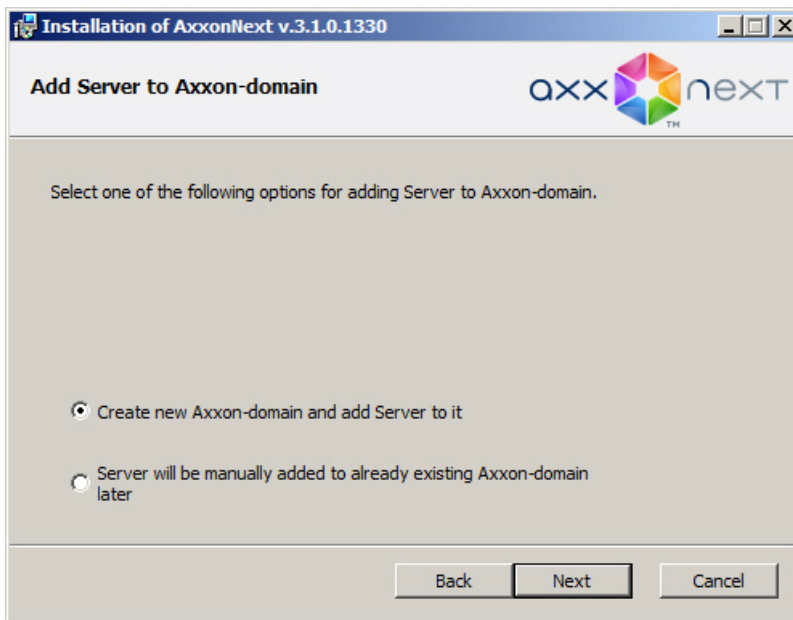 Installation of AxxonNext v.3.1.0.1330
Add Server to Axxon-domain
axx next
TM
Select one of the following options for adding Server to Axxon-domain.
Create new Axxon-domain and add Server to it
Server will be manually added to already existing Axxon-domain
later
Back Next Cancel